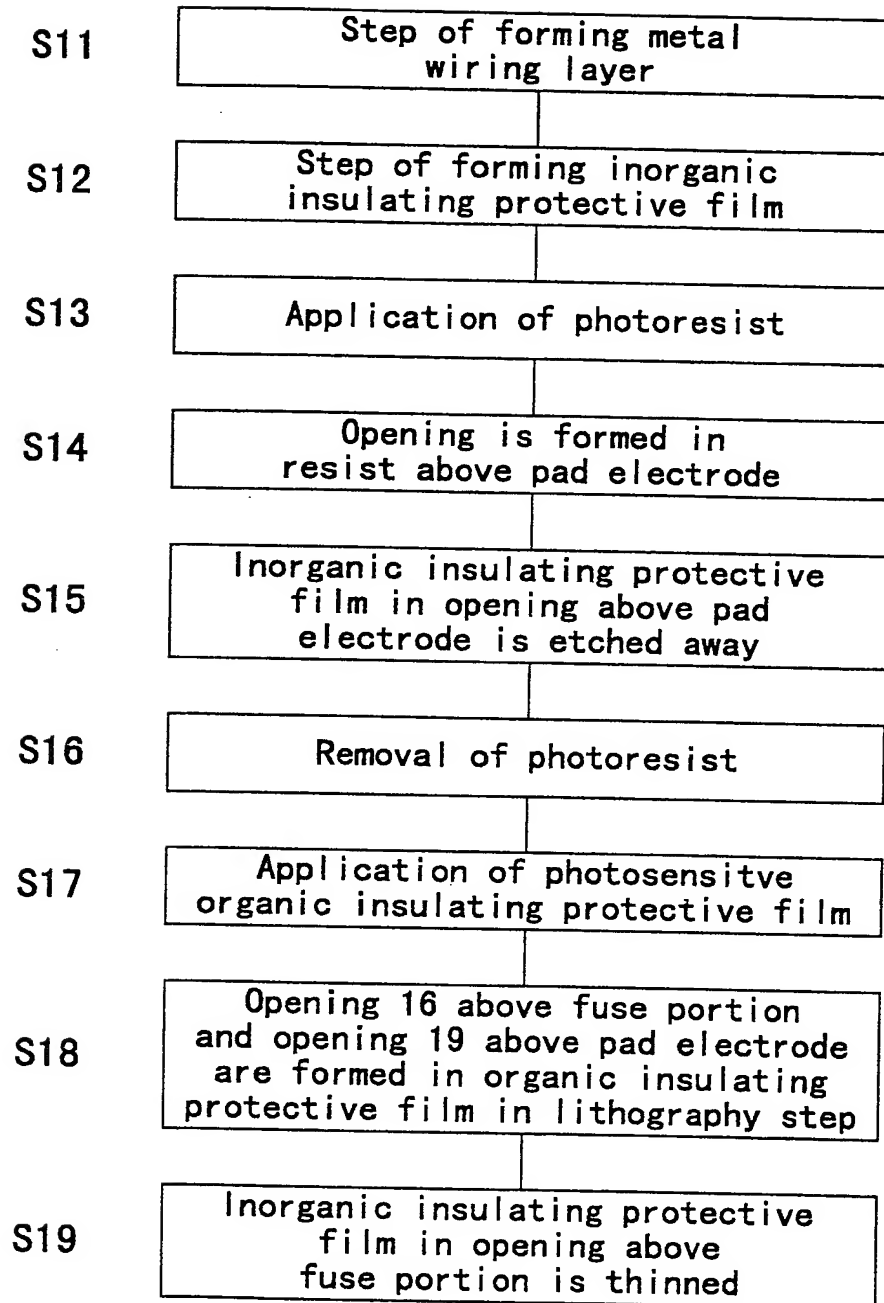 S11
Step of forming metal
wiring layer
S12
Step of forming inorganic
insulating protective film
S13
Application of photoresist
S14
Opening is formed in
resist above pad electrode
S15
Inorganic insulating protective
film in opening above pad
electrode is etched away
S16
Removal of photoresist
S17
Application of photosensitve
organic insulating protective film
S18
Opening 16 above fuse portion
and opening 19 above pad electrode
are formed in organic insulating
protective film in lithography step
S19
Inorganic insulating protective
film in opening above
fuse portion is thinned